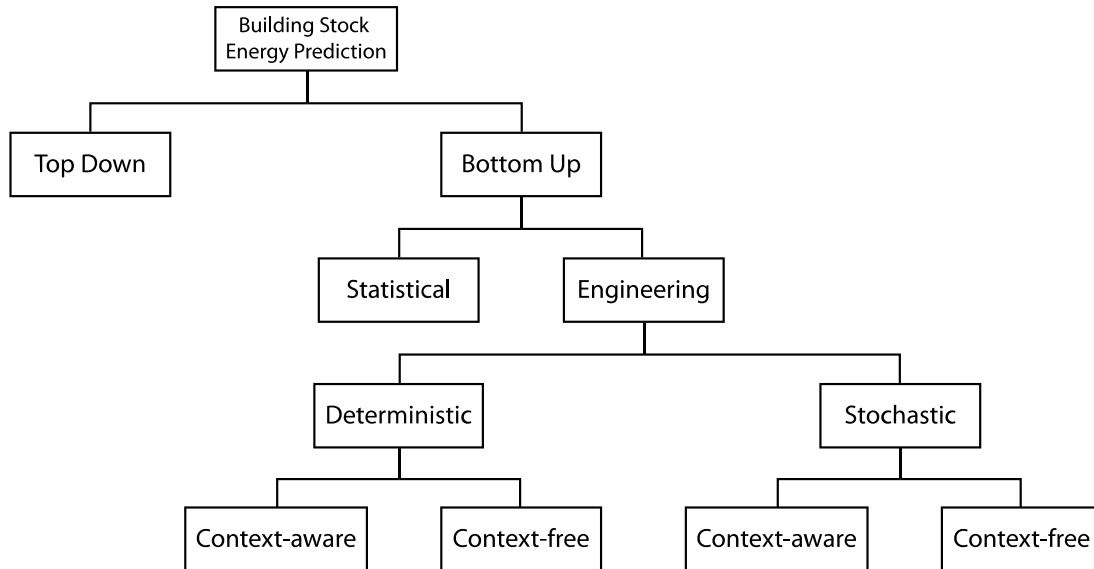 Building Stock
Energy Prediction
Top Down
Bottom Up
Statistical
Engineering
Deterministic
Stochastic
Context-aware
Context-free
Context-aware
Context-free